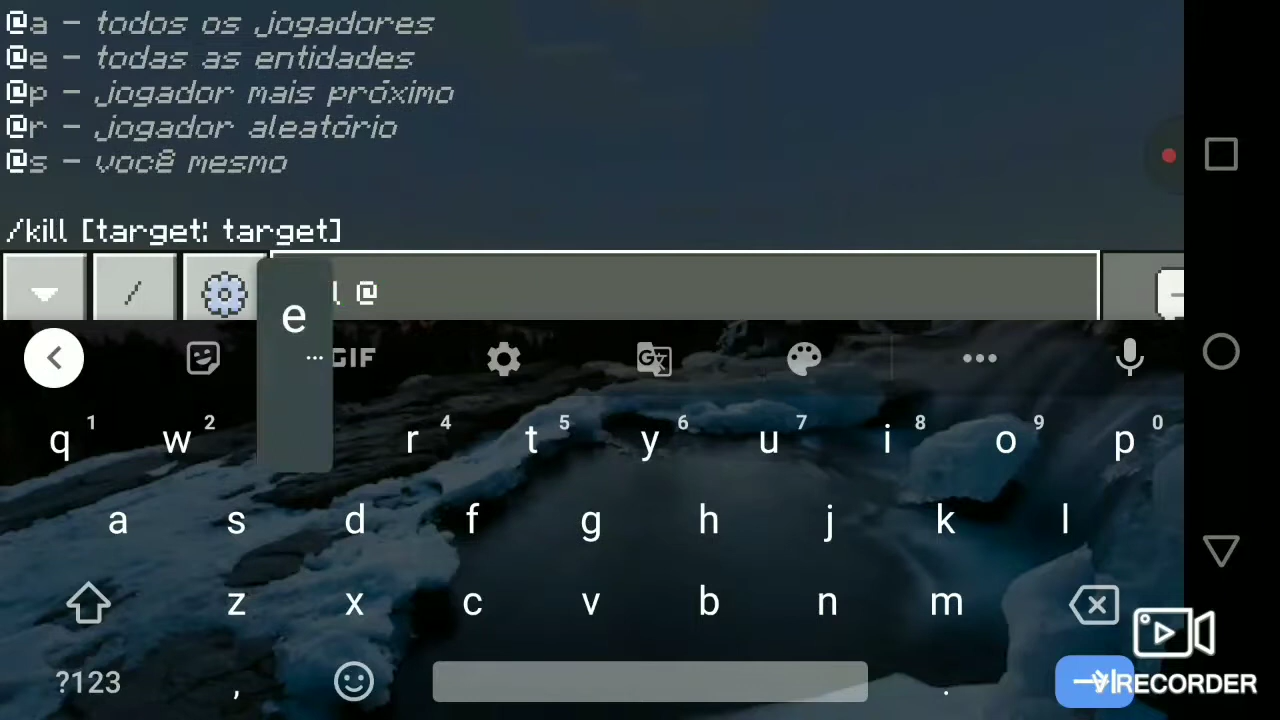 @a - todos os jogadores
@e - todas as entidades
@p - jogador mais próximo
@r - jogador aleatório
@s - você mesmo
/kill [target: target]
/
l @
e
... GIF
q 1 w 2 r 4 t 5 y 6 u 7 i 8 o 9 p 0
a s d f g h j k l
z x c v b n m
?123 , .
VRECORDER